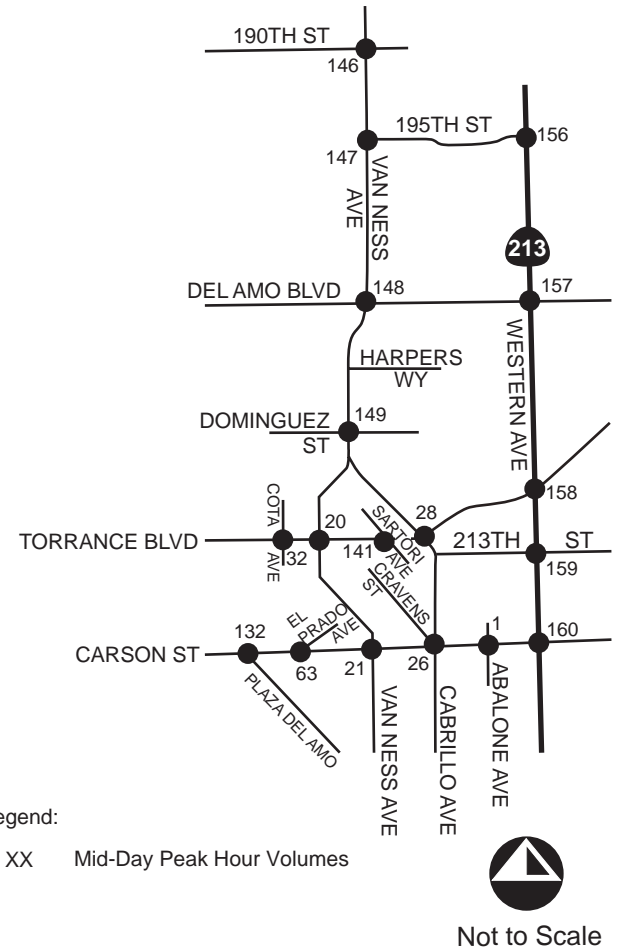 190TH ST
146
195TH ST
156
147
VAN NESS
AVE
213
DEL AMO BLVD
148
157
HARPERS
WY
WESTERN AVE
DOMINGUEZ
ST
149
158
COTA
AVE
20
SARTORI
AVE
28
TORRANCE BLVD
32
141
213TH ST
159
CRAVENS
ST
EL
PRADO
AVE
132
1
160
CARSON ST
63
21
26
PLAZA DEL AMO
VAN NESS AVE
CABRILLO AVE
ABALONE AVE
egend:
XX Mid-Day Peak Hour Volumes
Not to Scale